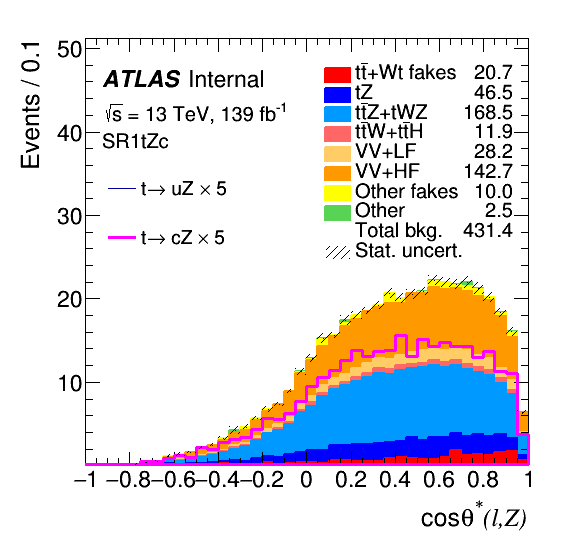 50
40
30
20
10
Events / 0.1
ATLAS Internal
√s = 13 TeV, 139 fb⁻¹
SR1tZc
t→ uZ × 5
t→ cZ × 5
tt̄+Wt fakes 20.7
tZ 46.5
tt̄Z+tWZ 168.5
tt̄W+tt̄H 11.9
VV+LF 28.2
VV+HF 142.7
Other fakes 10.0
Other 2.5
Total bkg. 431.4
Stat. uncert.
−1 −0.8 −0.6 −0.4 −0.2 0 0.2 0.4 0.6 0.8 1
cosθ*(l,Z)